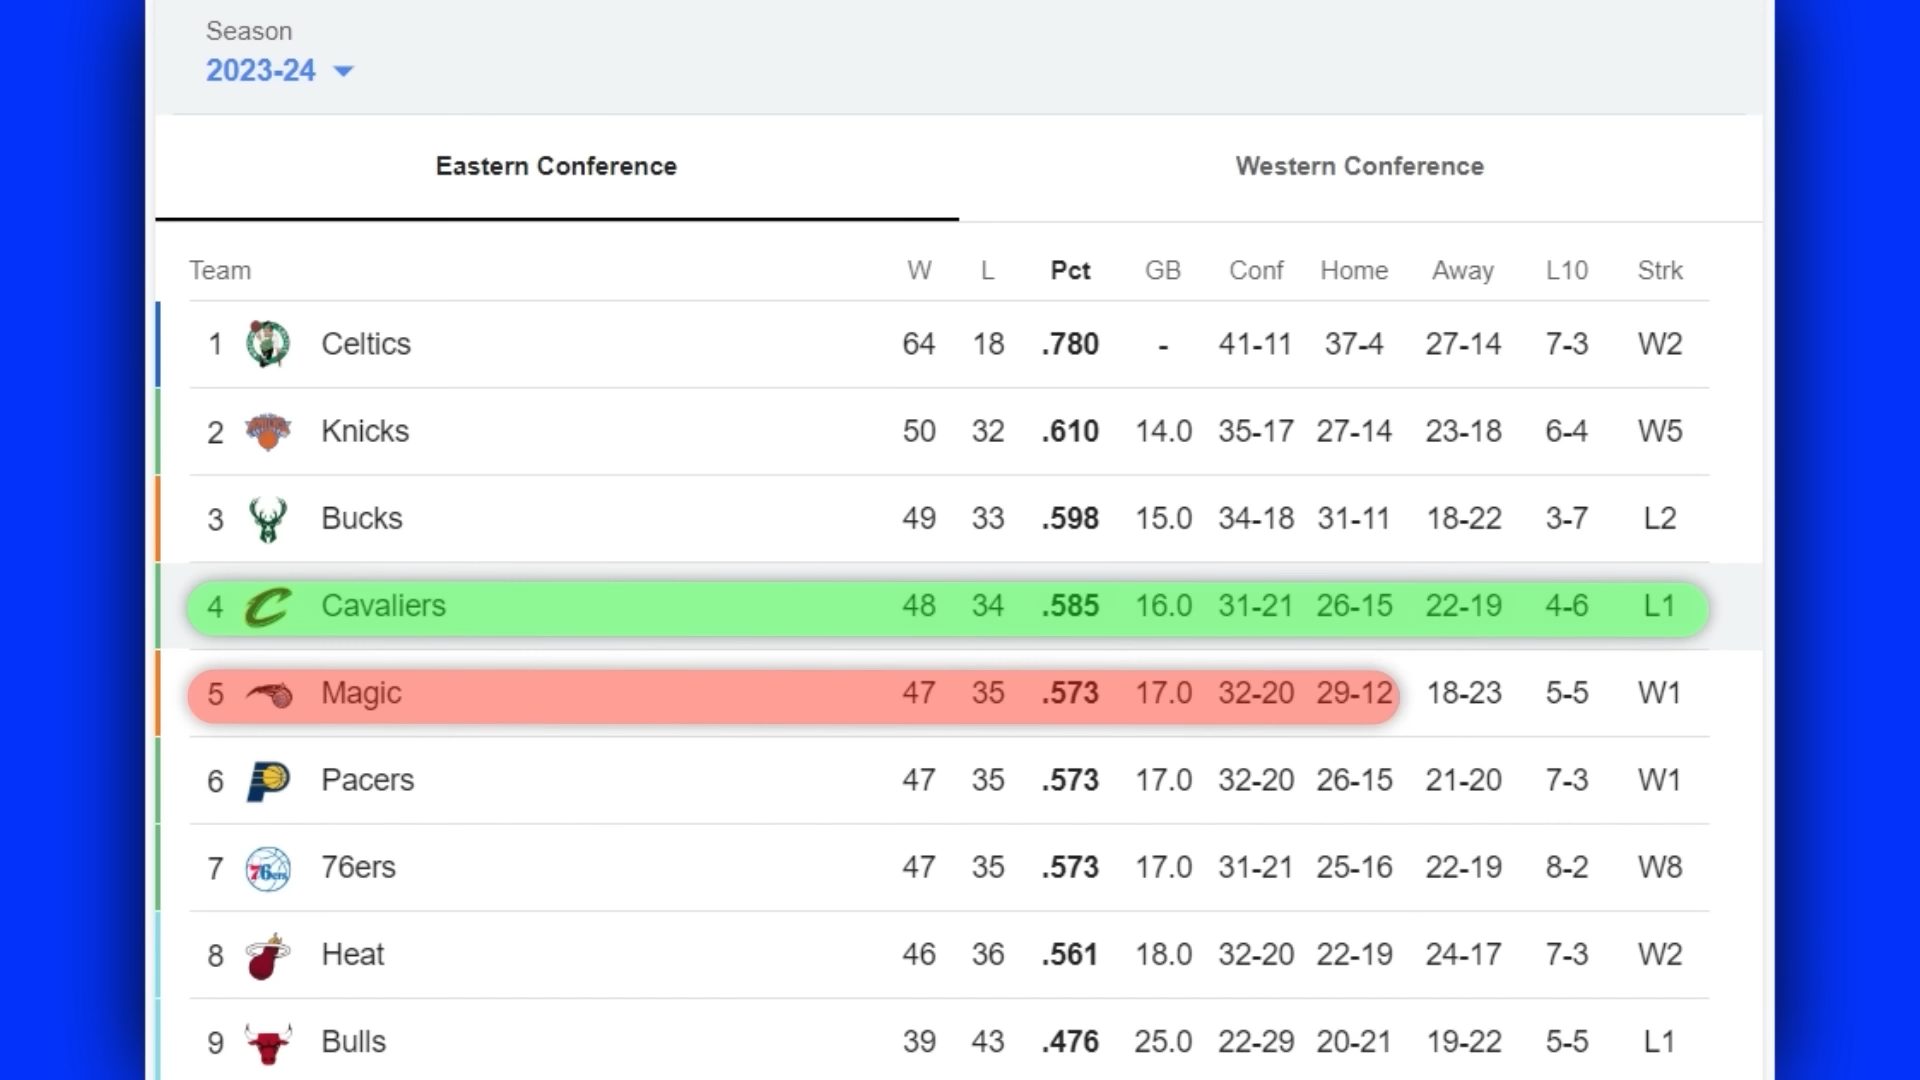 Season
2023-24
Eastern Conference Western Conference
Team W L Pct GB Conf Home Away L10 Strk
1 Celtics 64 18 .780 - 41-11 37-4 27-14 7-3 W2
2 Knicks 50 32 .610 14.0 35-17 27-14 23-18 6-4 W5
3 Bucks 49 33 .598 15.0 34-18 31-11 18-22 3-7 L2
4 Cavaliers 48 34 .585 16.0 31-21 26-15 22-19 4-6 L1
5 Magic 47 35 .573 17.0 32-20 29-12 18-23 5-5 W1
6 Pacers 47 35 .573 17.0 32-20 26-15 21-20 7-3 W1
7 76ers 47 35 .573 17.0 31-21 25-16 22-19 8-2 W8
8 Heat 46 36 .561 18.0 32-20 22-19 24-17 7-3 W2
9 Bulls 39 43 .476 25.0 22-29 20-21 19-22 5-5 L1